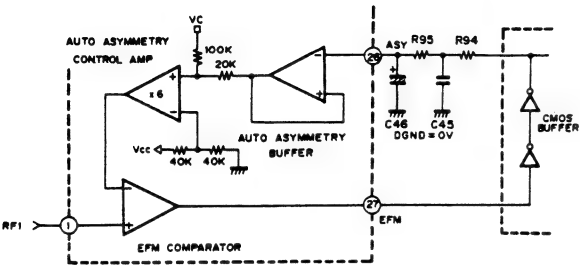 VC
AUTO ASYMMETRY
CONTROL AMP
100K
20K
+
-
x6
-
+
26
ASY
R95
R94
+
C46
C45
DGND=0V
CMOS
BUFFER
AUTO ASYMMETRY
BUFFER
Vcc
40K
40K
-
+
27
EFM
RF1
1
EFM COMPARATOR